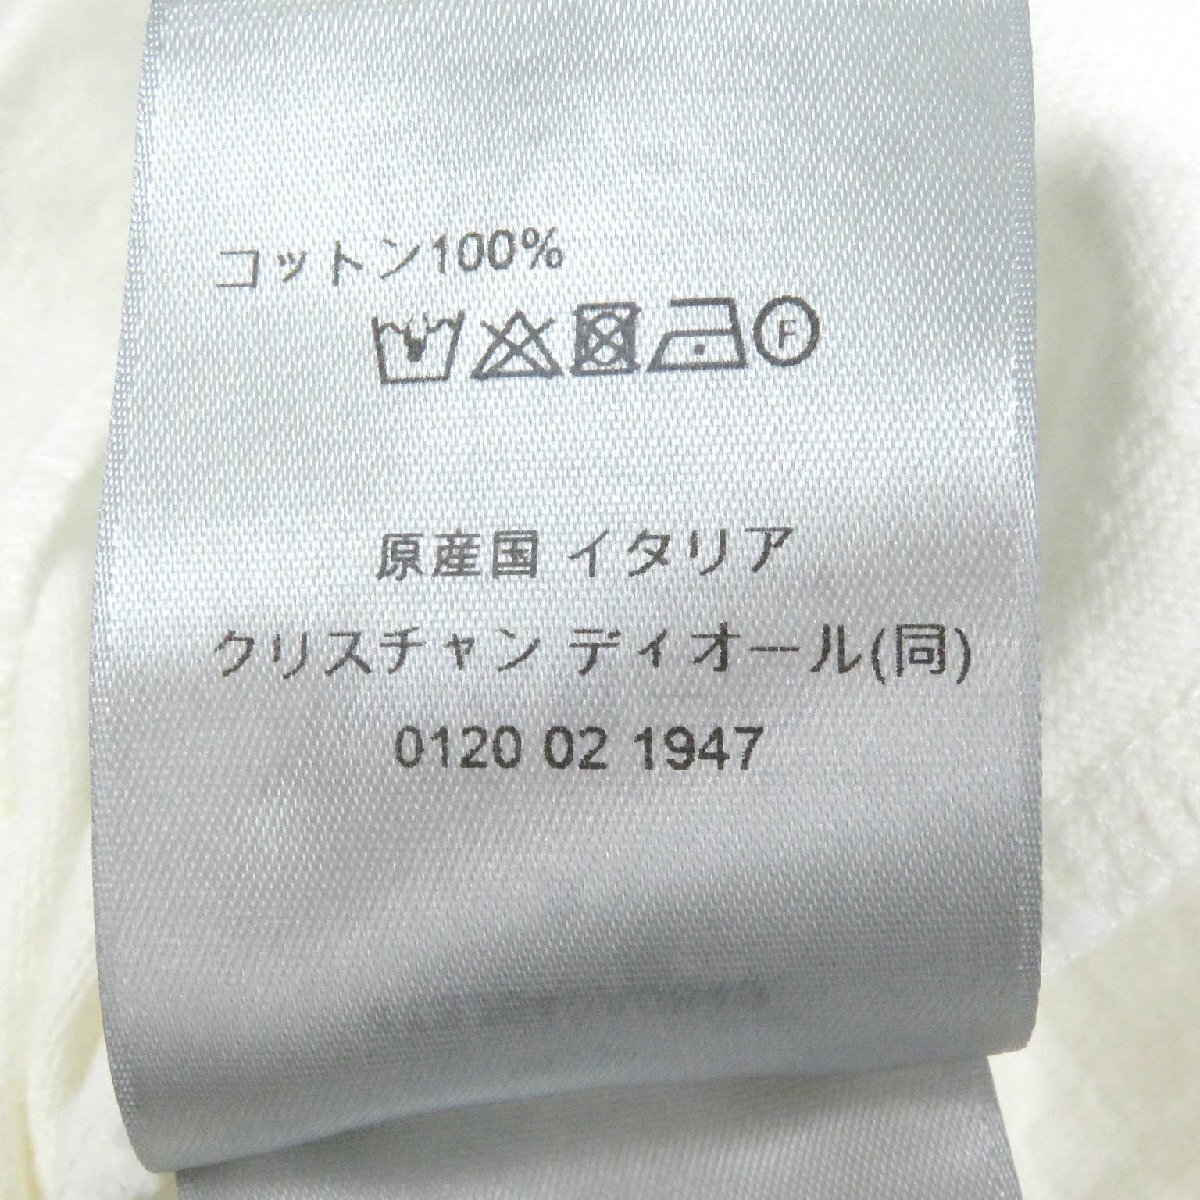 コットン100%
F
原産国 イタリア
クリスチャン ディオール(同)
0120 02 1947